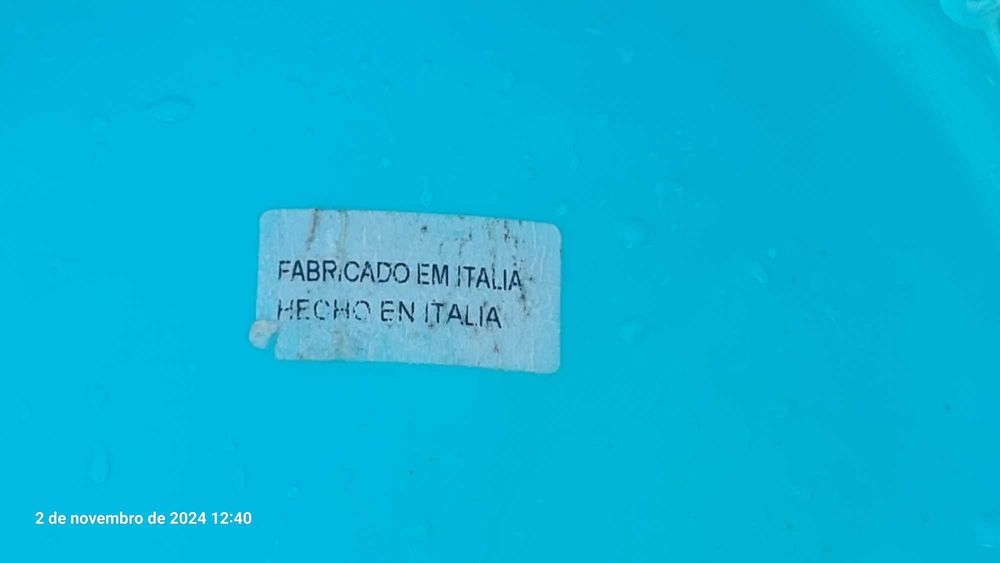 FABRICADO EM ITALIA
HECHO EN ITALIA
2 de novembro de 2024 12:40